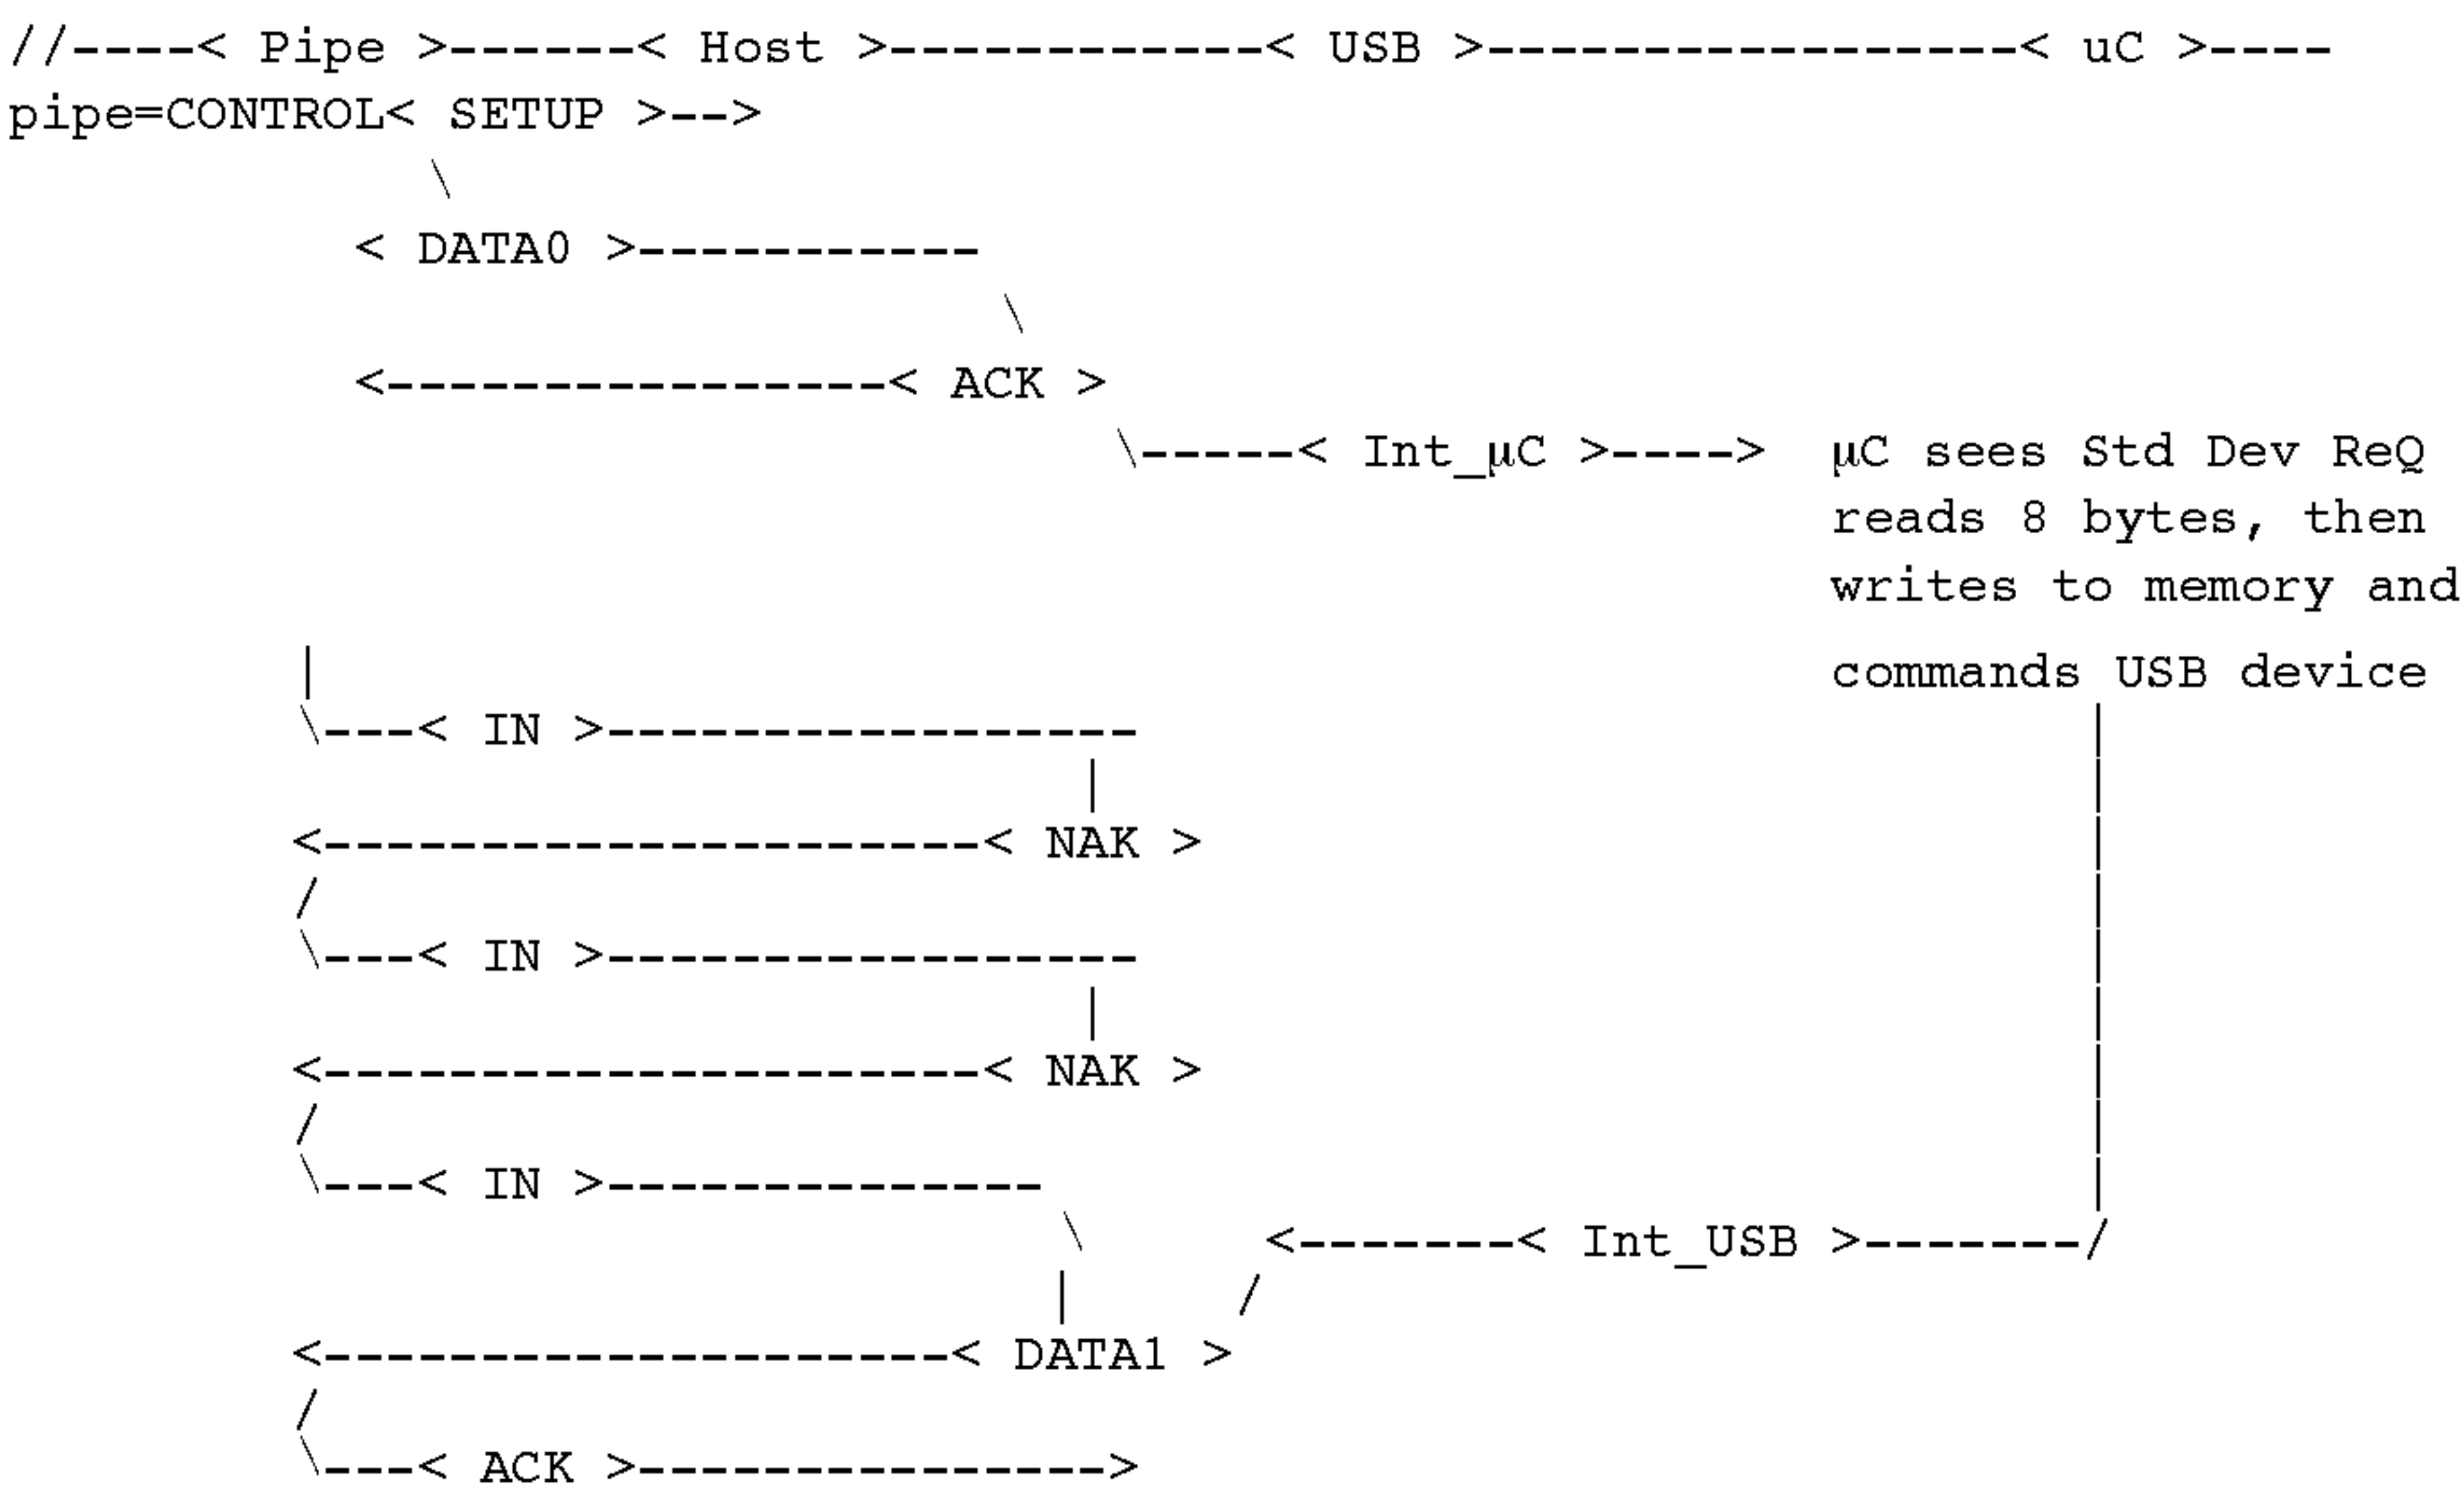 //----< Pipe >------< Host >------------< USB >-----------------< uC >----
pipe=CONTROL< SETUP >-->
\
< DATA0 >-----------
\
<----------------< ACK >
\-----< Int_µC >----> µC sees Std Dev ReQ
reads 8 bytes, then
writes to memory and
| commands USB device
\---< IN >----------------- |
| |
<---------------------< NAK > |
/ |
\---< IN >----------------- |
| |
<---------------------< NAK > |
/ |
\---< IN >-------------- |
\ <-------< Int_USB >-------/
| /
<--------------------< DATA1 >
/
\---< ACK >--------------->